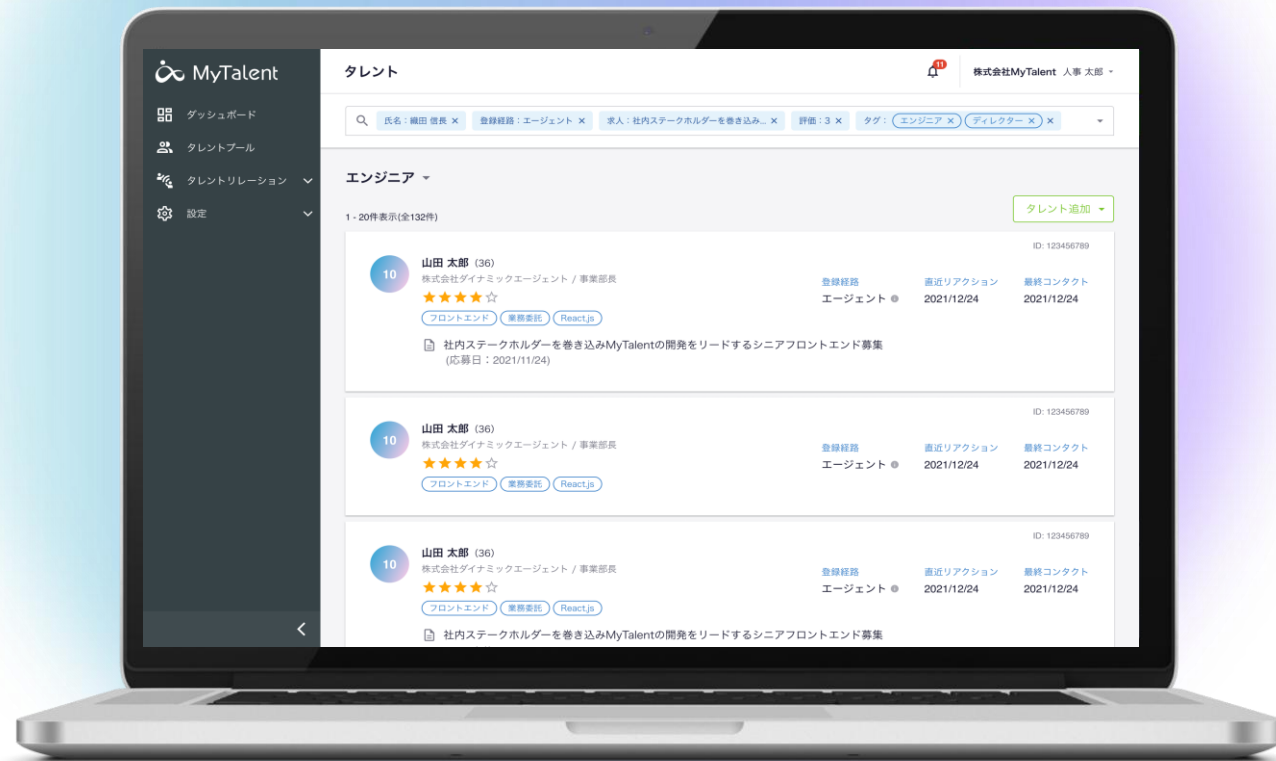 MyTalent
ダッシュボード
タレントプール
タレントリレーション
設定
タレント
11
株式会社MyTalent 人事 太郎
氏名：織田 信長 ×
登録経路：エージェント ×
求人：社内ステークホルダーを巻き込み... ×
評価：3 ×
タグ： エンジニア × ディレクター × ×
エンジニア
1 - 20件表示(全132件)
タレント追加
ID: 123456789
10
山田 太郎 (36)
株式会社ダイナミックエージェント / 事業部長
★★★★☆
フロントエンド 業務委託 React.js
登録経路 直近リアクション 最終コンタクト
エージェント 2021/12/24 2021/12/24
社内ステークホルダーを巻き込みMyTalentの開発をリードするシニアフロントエンド募集
(応募日：2021/11/24)
ID: 123456789
10
山田 太郎 (36)
株式会社ダイナミックエージェント / 事業部長
★★★★☆
フロントエンド 業務委託 React.js
登録経路 直近リアクション 最終コンタクト
エージェント 2021/12/24 2021/12/24
ID: 123456789
10
山田 太郎 (36)
株式会社ダイナミックエージェント / 事業部長
★★★★☆
フロントエンド 業務委託 React.js
登録経路 直近リアクション 最終コンタクト
エージェント 2021/12/24 2021/12/24
社内ステークホルダーを巻き込みMyTalentの開発をリードするシニアフロントエンド募集